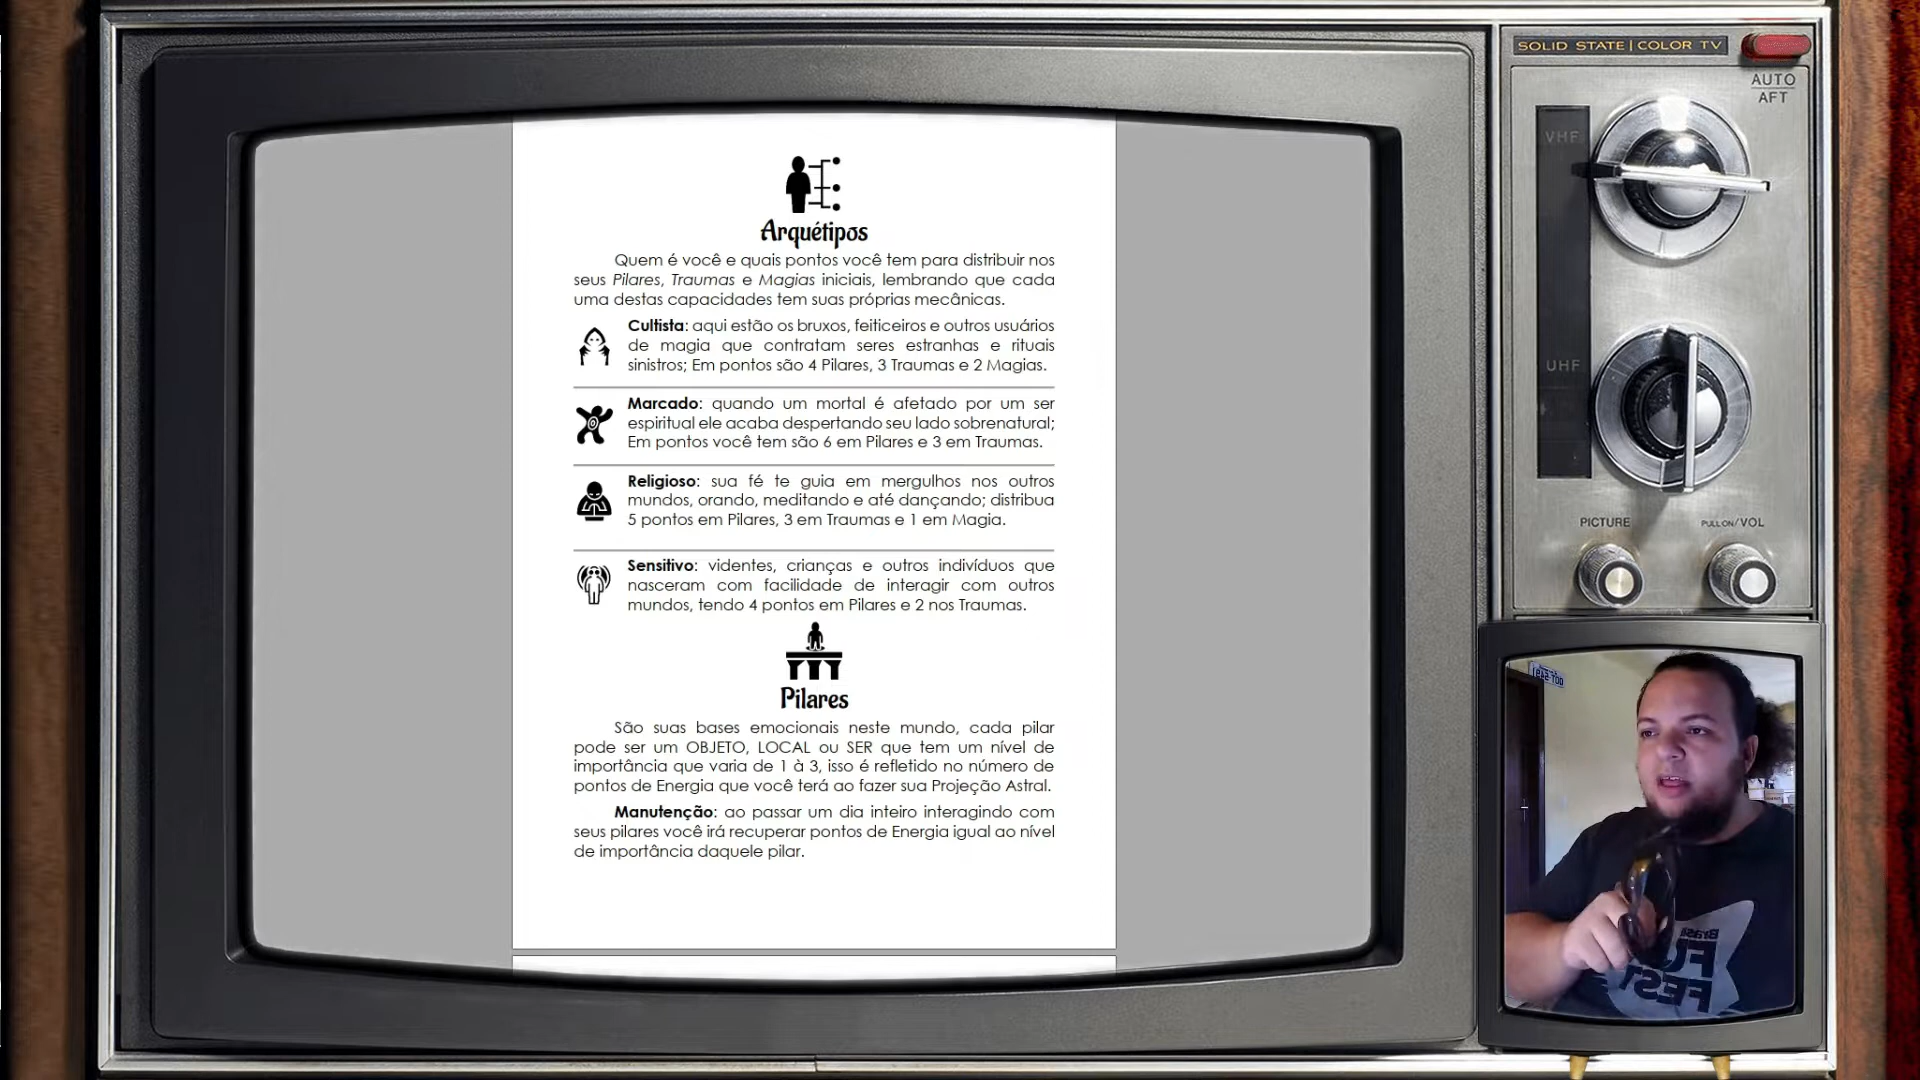 SOLID STATE | COLOR TV
AUTO
AFT
VHF
UHF
PICTURE
PULL ON/VOL
Arquétipos
Quem é você e quais pontos você tem para distribuir nos
seus Pilares, Traumas e Magias iniciais, lembrando que cada
uma destas capacidades tem suas próprias mecânicas.
Cultista: aqui estão os bruxos, feiticeiros e outros usuários
de magia que contratam seres estranhas e rituais
sinistros; Em pontos são 4 Pilares, 3 Traumas e 2 Magias.
Marcado: quando um mortal é afetado por um ser
espiritual ele acaba despertando seu lado sobrenatural;
Em pontos você tem são 6 em Pilares e 3 em Traumas.
Religioso: sua fé te guia em mergulhos nos outros
mundos, orando, meditando e até dançando; distribua
5 pontos em Pilares, 3 em Traumas e 1 em Magia.
Sensitivo: videntes, crianças e outros indivíduos que
nasceram com facilidade de interagir com outros
mundos, tendo 4 pontos em Pilares e 2 nos Traumas.
Pilares
São suas bases emocionais neste mundo, cada pilar
pode ser um OBJETO, LOCAL ou SER que tem um nível de
importância que varia de 1 à 3, isso é refletido no número de
pontos de Energia que você terá ao fazer sua Projeção Astral.
Manutenção: ao passar um dia inteiro interagindo com
seus pilares você irá recuperar pontos de Energia igual ao nível
de importância daquele pilar.
Brasil
FEST